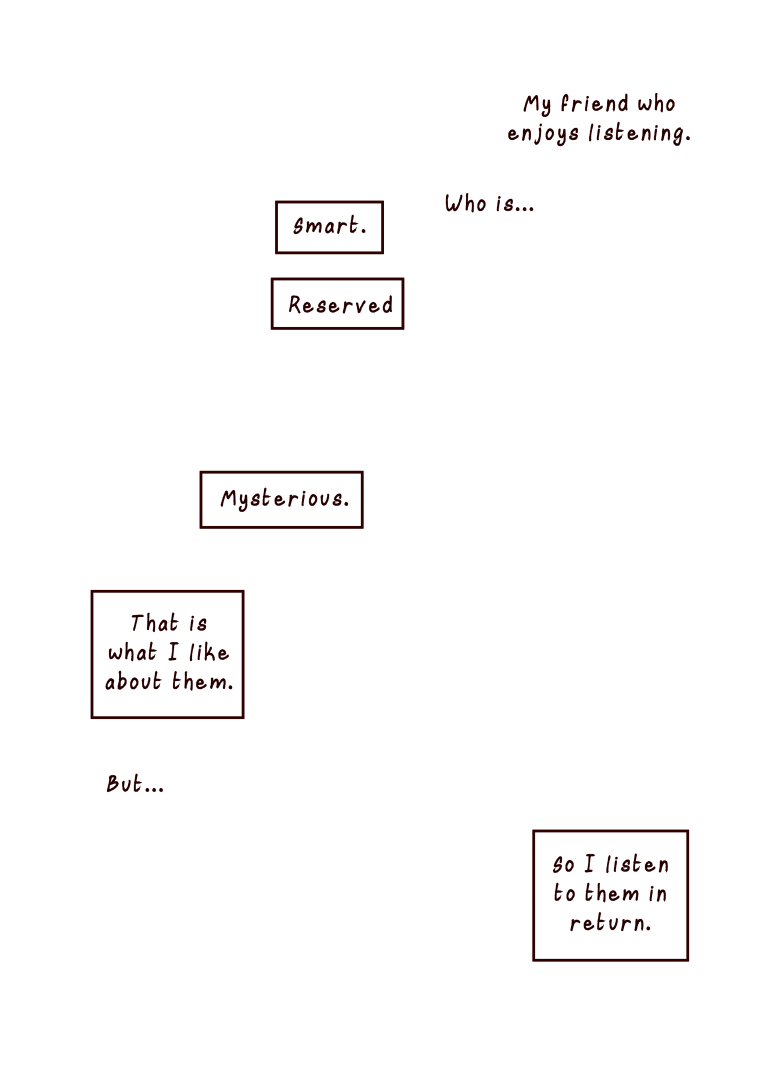 My friend who
enjoys listening.
Who is...
Smart.
Reserved
Mysterious.
That is
what I like
about them.
But...
So I listen
to them in
return.